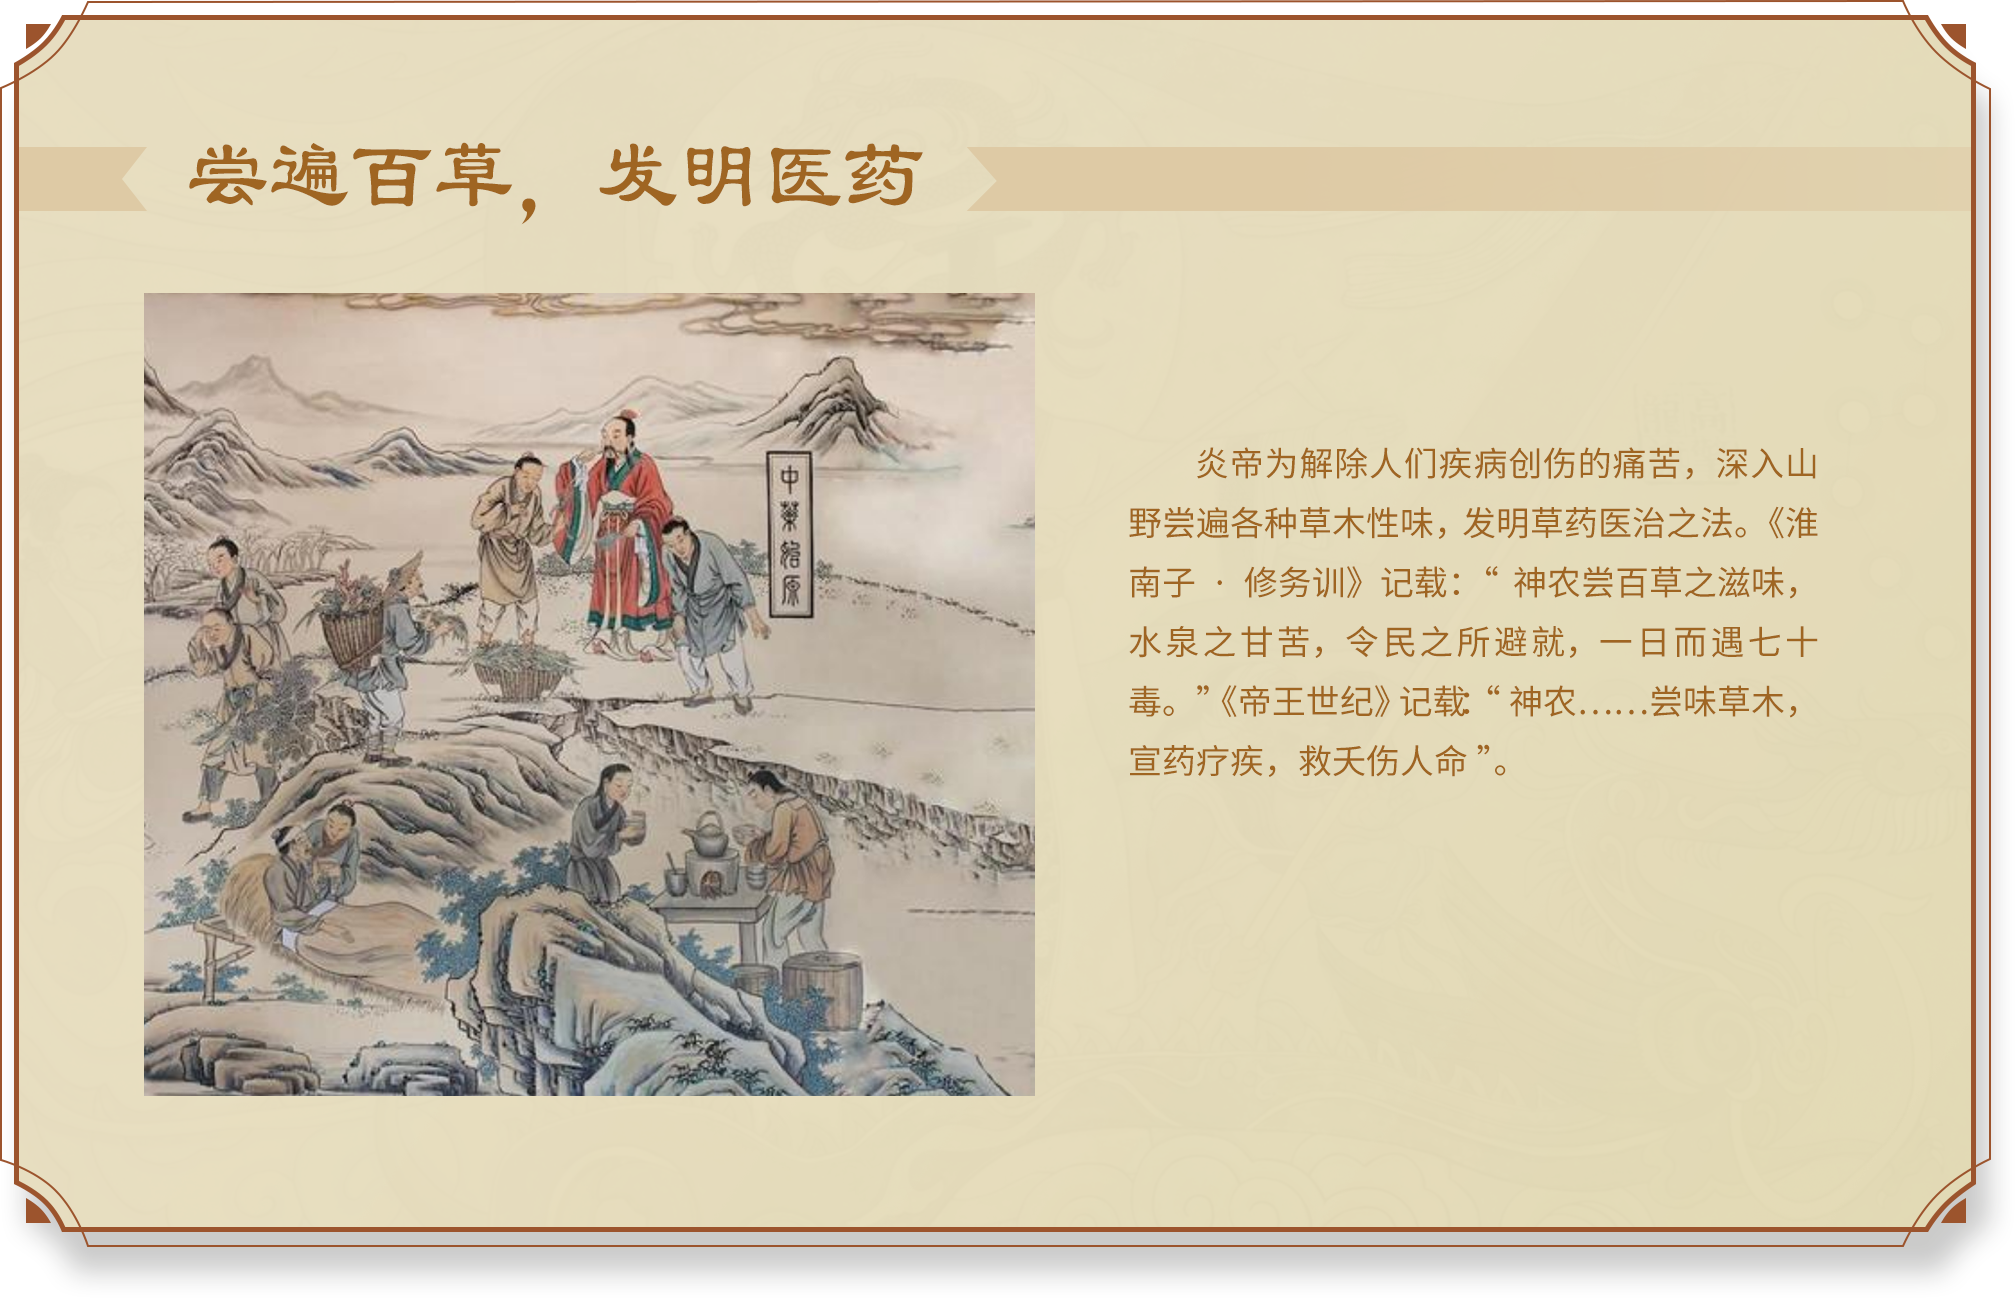 尝遍百草，发明医药
中药始原
炎帝为解除人们疾病创伤的痛苦，深入山
野尝遍各种草木性味，发明草药医治之法。《淮
南子 · 修务训》记载：“ 神农尝百草之滋味，
水泉之甘苦，令民之所避就，一日而遇七十
毒。”《帝王世纪》记载：“ 神农……尝味草木，
宣药疗疾，救夭伤人命 ”。